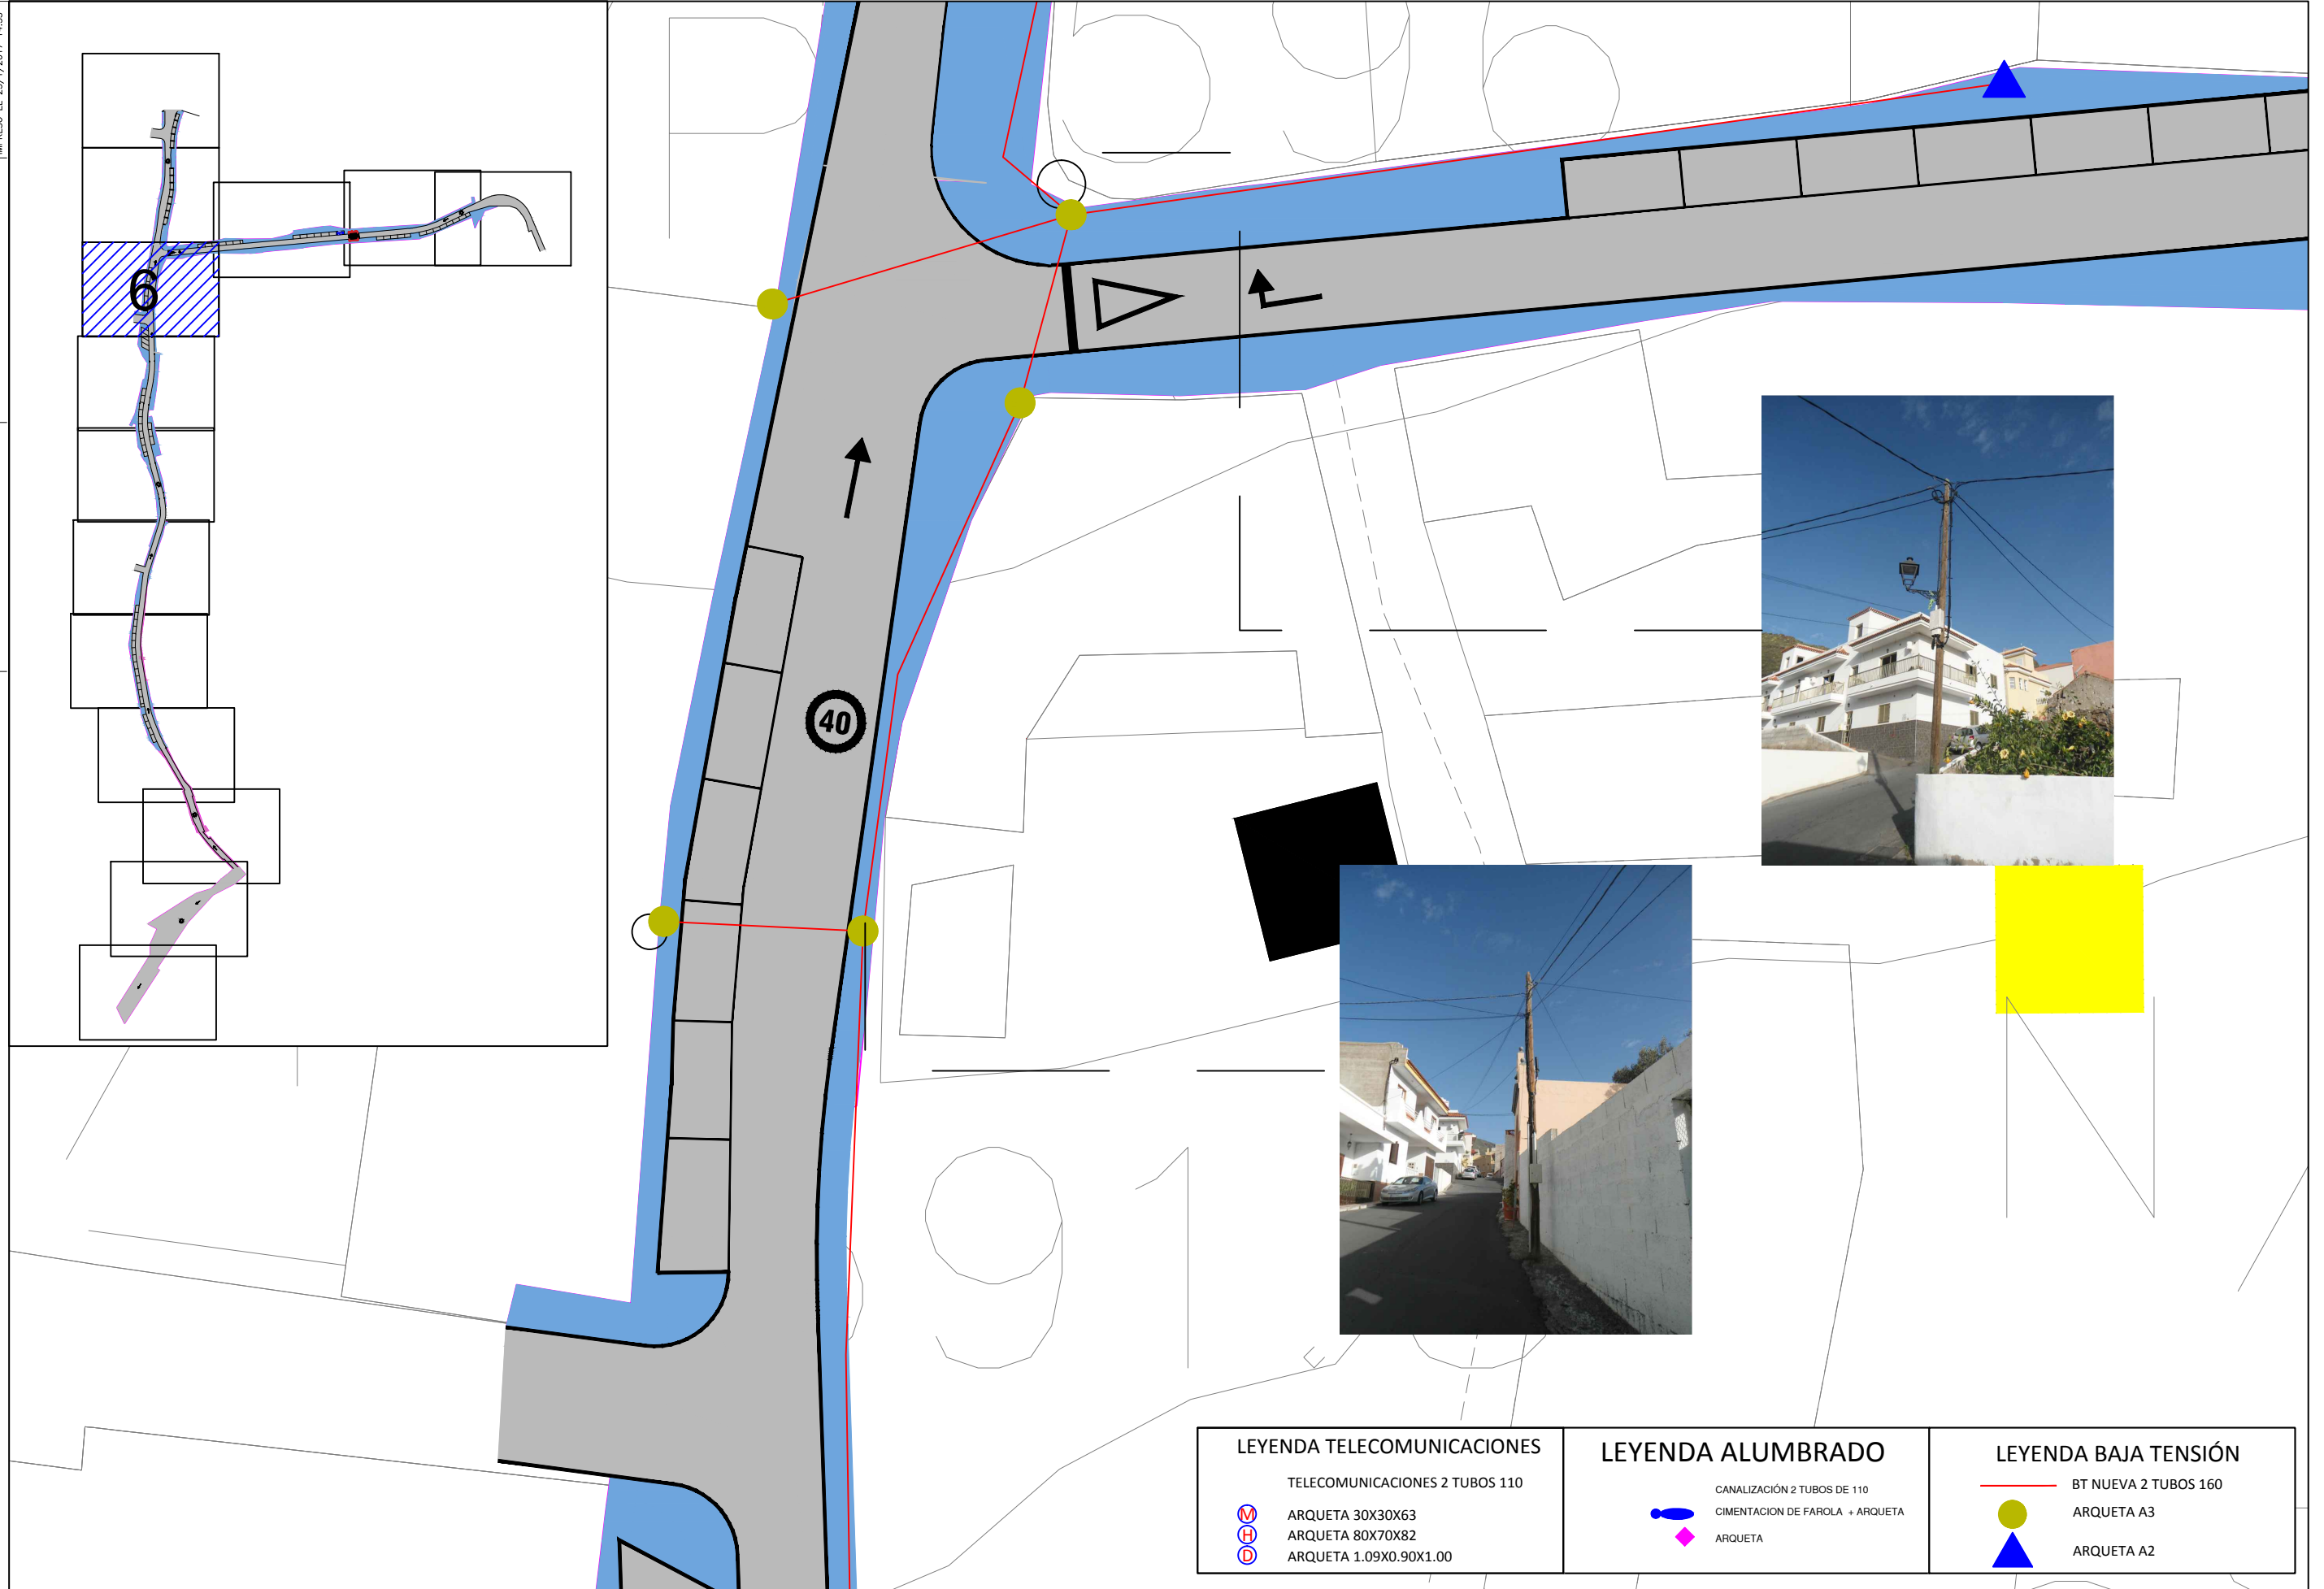 6
40
LEYENDA TELECOMUNICACIONES
TELECOMUNICACIONES 2 TUBOS 110
M ARQUETA 30X30X63
H ARQUETA 80X70X82
D ARQUETA 1.09X0.90X1.00
LEYENDA ALUMBRADO
CANALIZACIÓN 2 TUBOS DE 110
CIMENTACION DE FAROLA + ARQUETA
ARQUETA
LEYENDA BAJA TENSIÓN
BT NUEVA 2 TUBOS 160
ARQUETA A3
ARQUETA A2